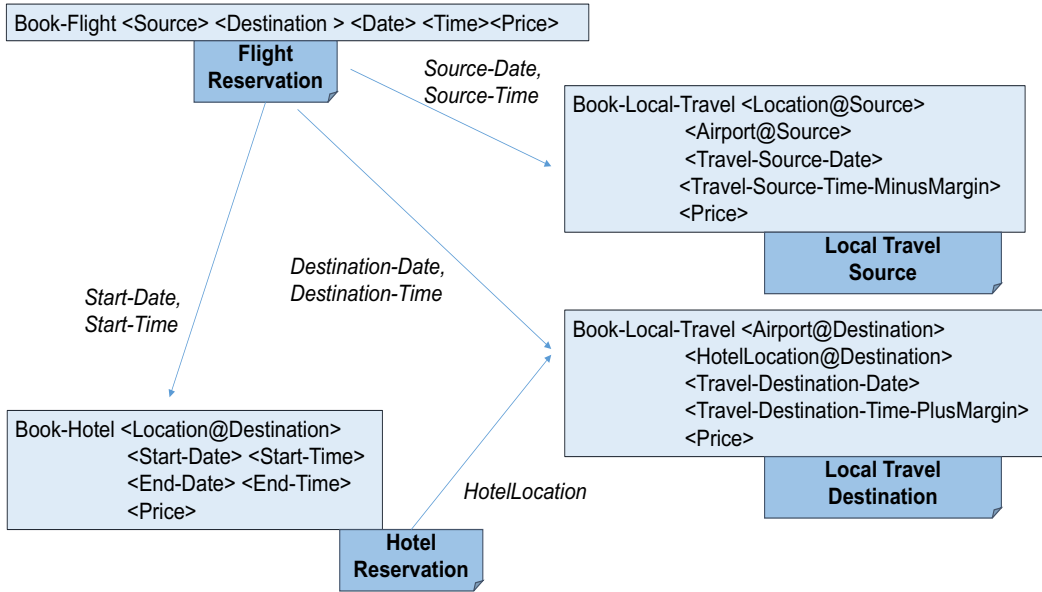 Book-Flight <Source> <Destination > <Date> <Time><Price>
Flight
Reservation
Source-Date,
Source-Time
Book-Local-Travel <Location@Source>
<Airport@Source>
<Travel-Source-Date>
<Travel-Source-Time-MinusMargin>
<Price>
Local Travel
Source
Destination-Date,
Destination-Time
Start-Date,
Start-Time
Book-Local-Travel <Airport@Destination>
<HotelLocation@Destination>
<Travel-Destination-Date>
<Travel-Destination-Time-PlusMargin>
<Price>
Local Travel
Destination
Book-Hotel <Location@Destination>
<Start-Date> <Start-Time>
<End-Date> <End-Time>
<Price>
HotelLocation
Hotel
Reservation